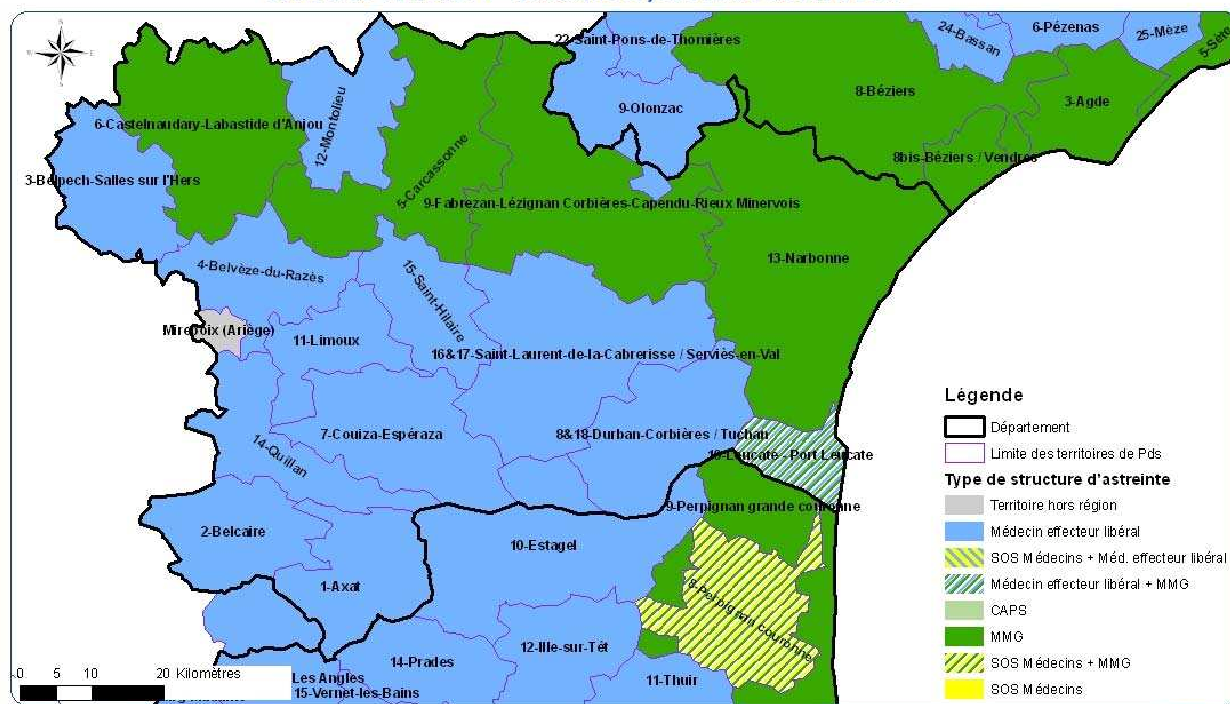 22-Saint-Pons-de-Thomières
24-Bassan
6-Pézenas
25-Mèze
5-Sète
9-Olonzac
8-Béziers
3-Agde
6-Castelnaudary-Labastide d'Anjou
12-Montolieu
8bis-Béziers / Vendres
3-Belpech-Salles sur l'Hers
5-Carcassonne
9-Fabrezan-Lézignan Corbières-Capendu-Rieux Minervois
13-Narbonne
4-Belvèze-du-Razès
15-Saint-Hilaire
Mirepoix (Ariège)
11-Limoux
16&17-Saint-Laurent-de-la-Cabrerisse / Serviès-en-Val
7-Couiza-Espéraza
8&18-Durban-Corbières / Tuchan
14-Quillan
10-Leucate - Port Leucate
9-Perpignan grande couronne
2-Belcaire
10-Estagel
1-Axat
8-Perpignan couronne
12-Ille-sur-Têt
14-Prades
11-Thuir
Les Angles
15-Vernet-les-Bains
0 5 10 20 Kilomètres
Légende
Département
Limite des territoires de Pds
Type de structure d'astreinte
Territoire hors région
Médecin effecteur libéral
SOS Médecins + Méd. effecteur libéral
Médecin effecteur libéral + MMG
CAPS
MMG
SOS Médecins + MMG
SOS Médecins